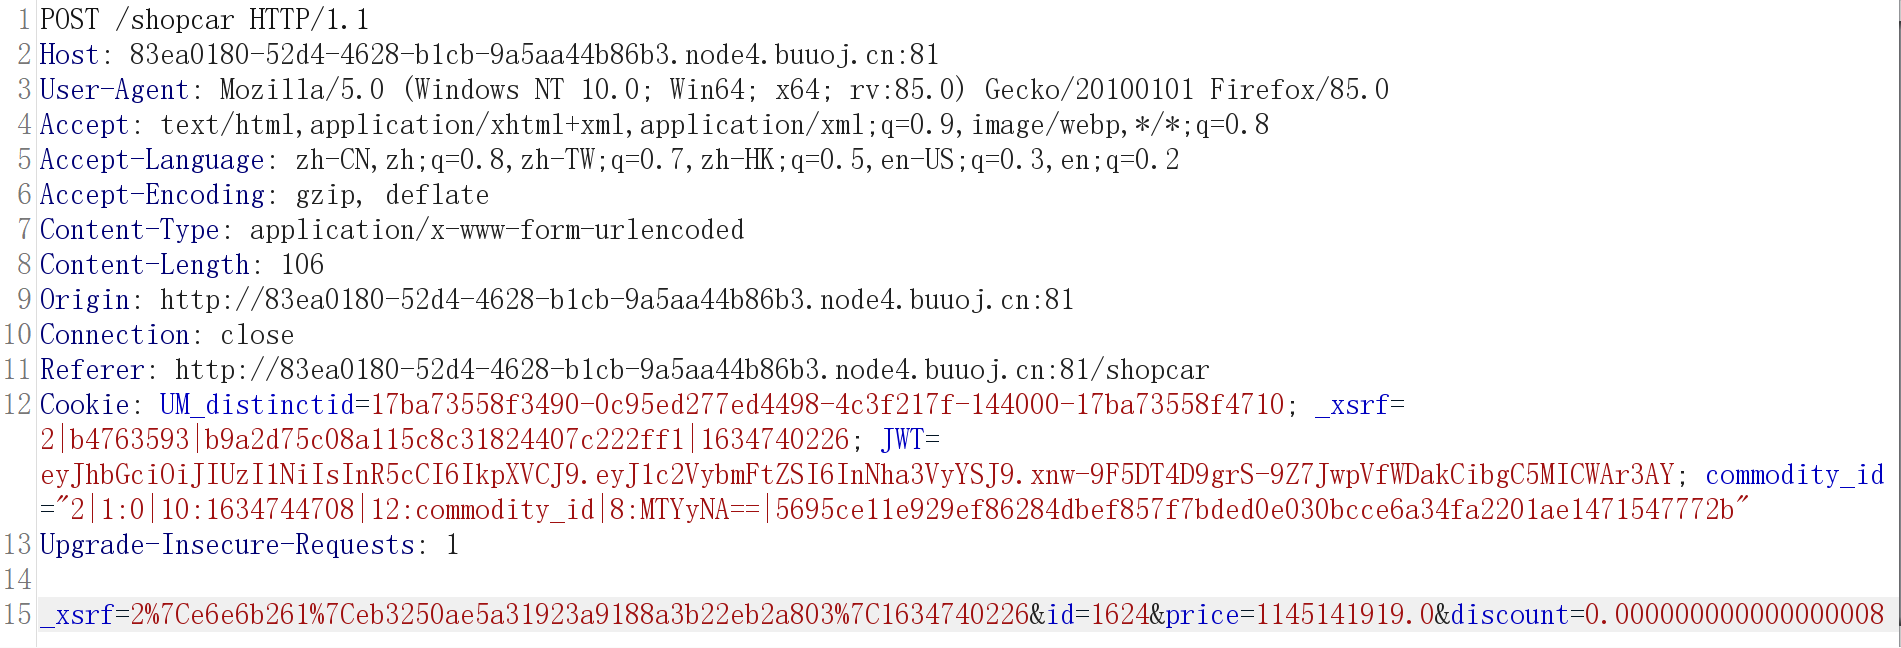 1 POST /shopcar HTTP/1.1
2 Host: 83ea0180-52d4-4628-b1cb-9a5aa44b86b3.node4.buuoj.cn:81
3 User-Agent: Mozilla/5.0 (Windows NT 10.0; Win64; x64; rv:85.0) Gecko/20100101 Firefox/85.0
4 Accept: text/html,application/xhtml+xml,application/xml;q=0.9,image/webp,*/*;q=0.8
5 Accept-Language: zh-CN,zh;q=0.8,zh-TW;q=0.7,zh-HK;q=0.5,en-US;q=0.3,en;q=0.2
6 Accept-Encoding: gzip, deflate
7 Content-Type: application/x-www-form-urlencoded
8 Content-Length: 106
9 Origin: http://83ea0180-52d4-4628-b1cb-9a5aa44b86b3.node4.buuoj.cn:81
10 Connection: close
11 Referer: http://83ea0180-52d4-4628-b1cb-9a5aa44b86b3.node4.buuoj.cn:81/shopcar
12 Cookie: UM_distinctid=17ba73558f3490-0c95ed277ed4498-4c3f217f-144000-17ba73558f4710; _xsrf=
2|b4763593|b9a2d75c08a115c8c31824407c222ff1|1634740226; JWT=
eyJhbGciOiJIUzI1NiIsInR5cCI6IkpXVCJ9.eyJ1c2VybmFtZSI6InNha3VyYSJ9.xnw-9F5DT4D9grS-9Z7JwpVfWDakCibgC5MICWAr3AY; commodity_id
="2|1:0|10:1634744708|12:commodity_id|8:MTYyNA==|5695ce11e929ef86284dbef857f7bded0e030bcce6a34fa2201ae1471547772b"
13 Upgrade-Insecure-Requests: 1
14
15 _xsrf=2%7Ce6e6b261%7Ceb3250ae5a31923a9188a3b22eb2a803%7C1634740226&id=1624&price=1145141919.0&discount=0.000000000000000008